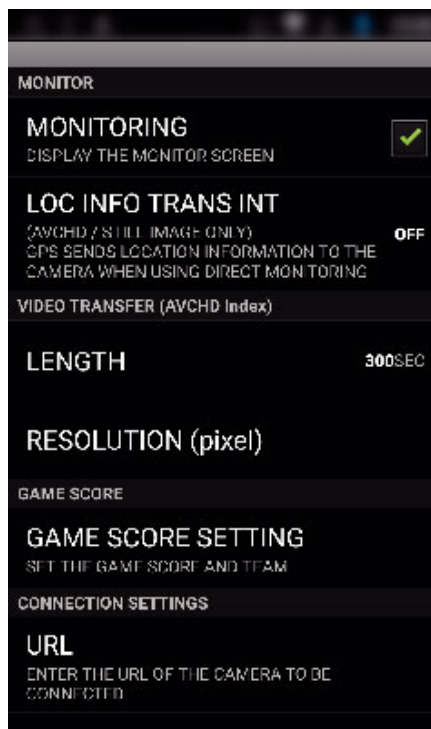 MONITOR
MONITORING
DISPLAY THE MONITOR SCREEN
LOC INFO TRANS INT
(AVCHD / STILL IMAGE ONLY)
OFF
GPS SENDS LOCATION INFORMATION TO THE
CAMERA WHEN USING DIRECT MONITORING
VIDEO TRANSFER (AVCHD Index)
LENGTH
300SEC
RESOLUTION (pixel)
GAME SCORE
GAME SCORE SETTING
SET THE GAME SCORE AND TEAM
CONNECTION SETTINGS
URL
ENTER THE URL OF THE CAMERA TO BE
CONNECTED